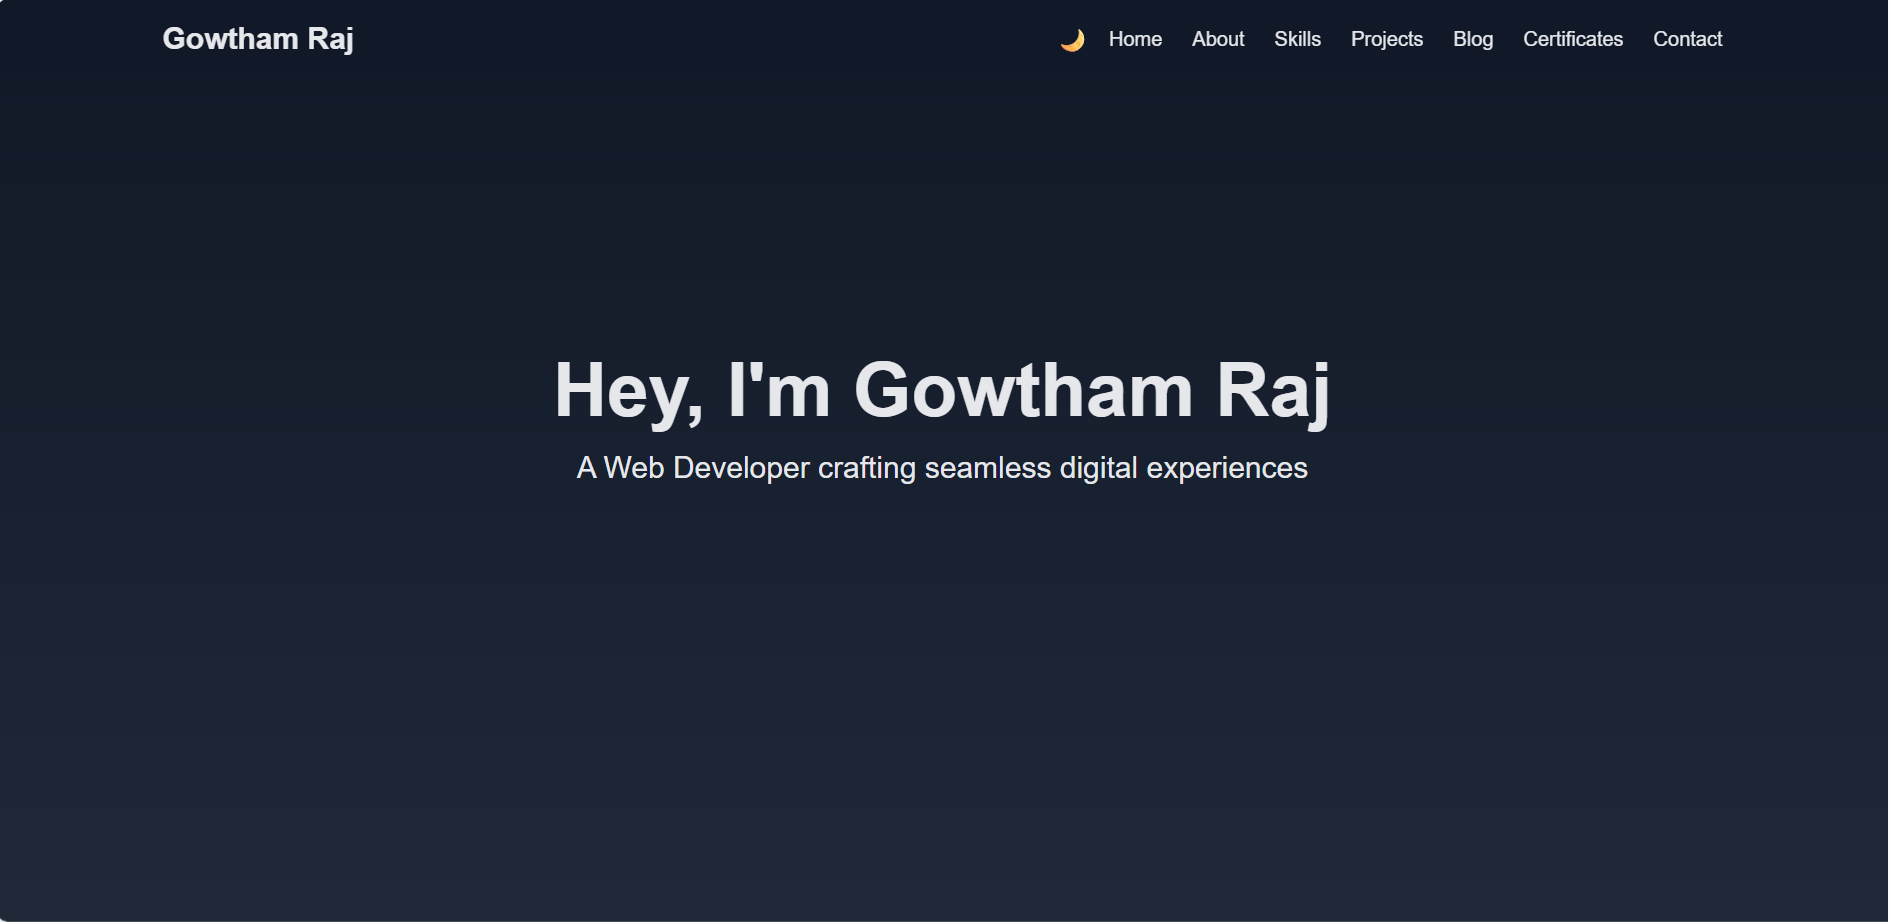 Gowtham Raj
Home About Skills Projects Blog Certificates Contact
Hey, I'm Gowtham Raj
A Web Developer crafting seamless digital experiences